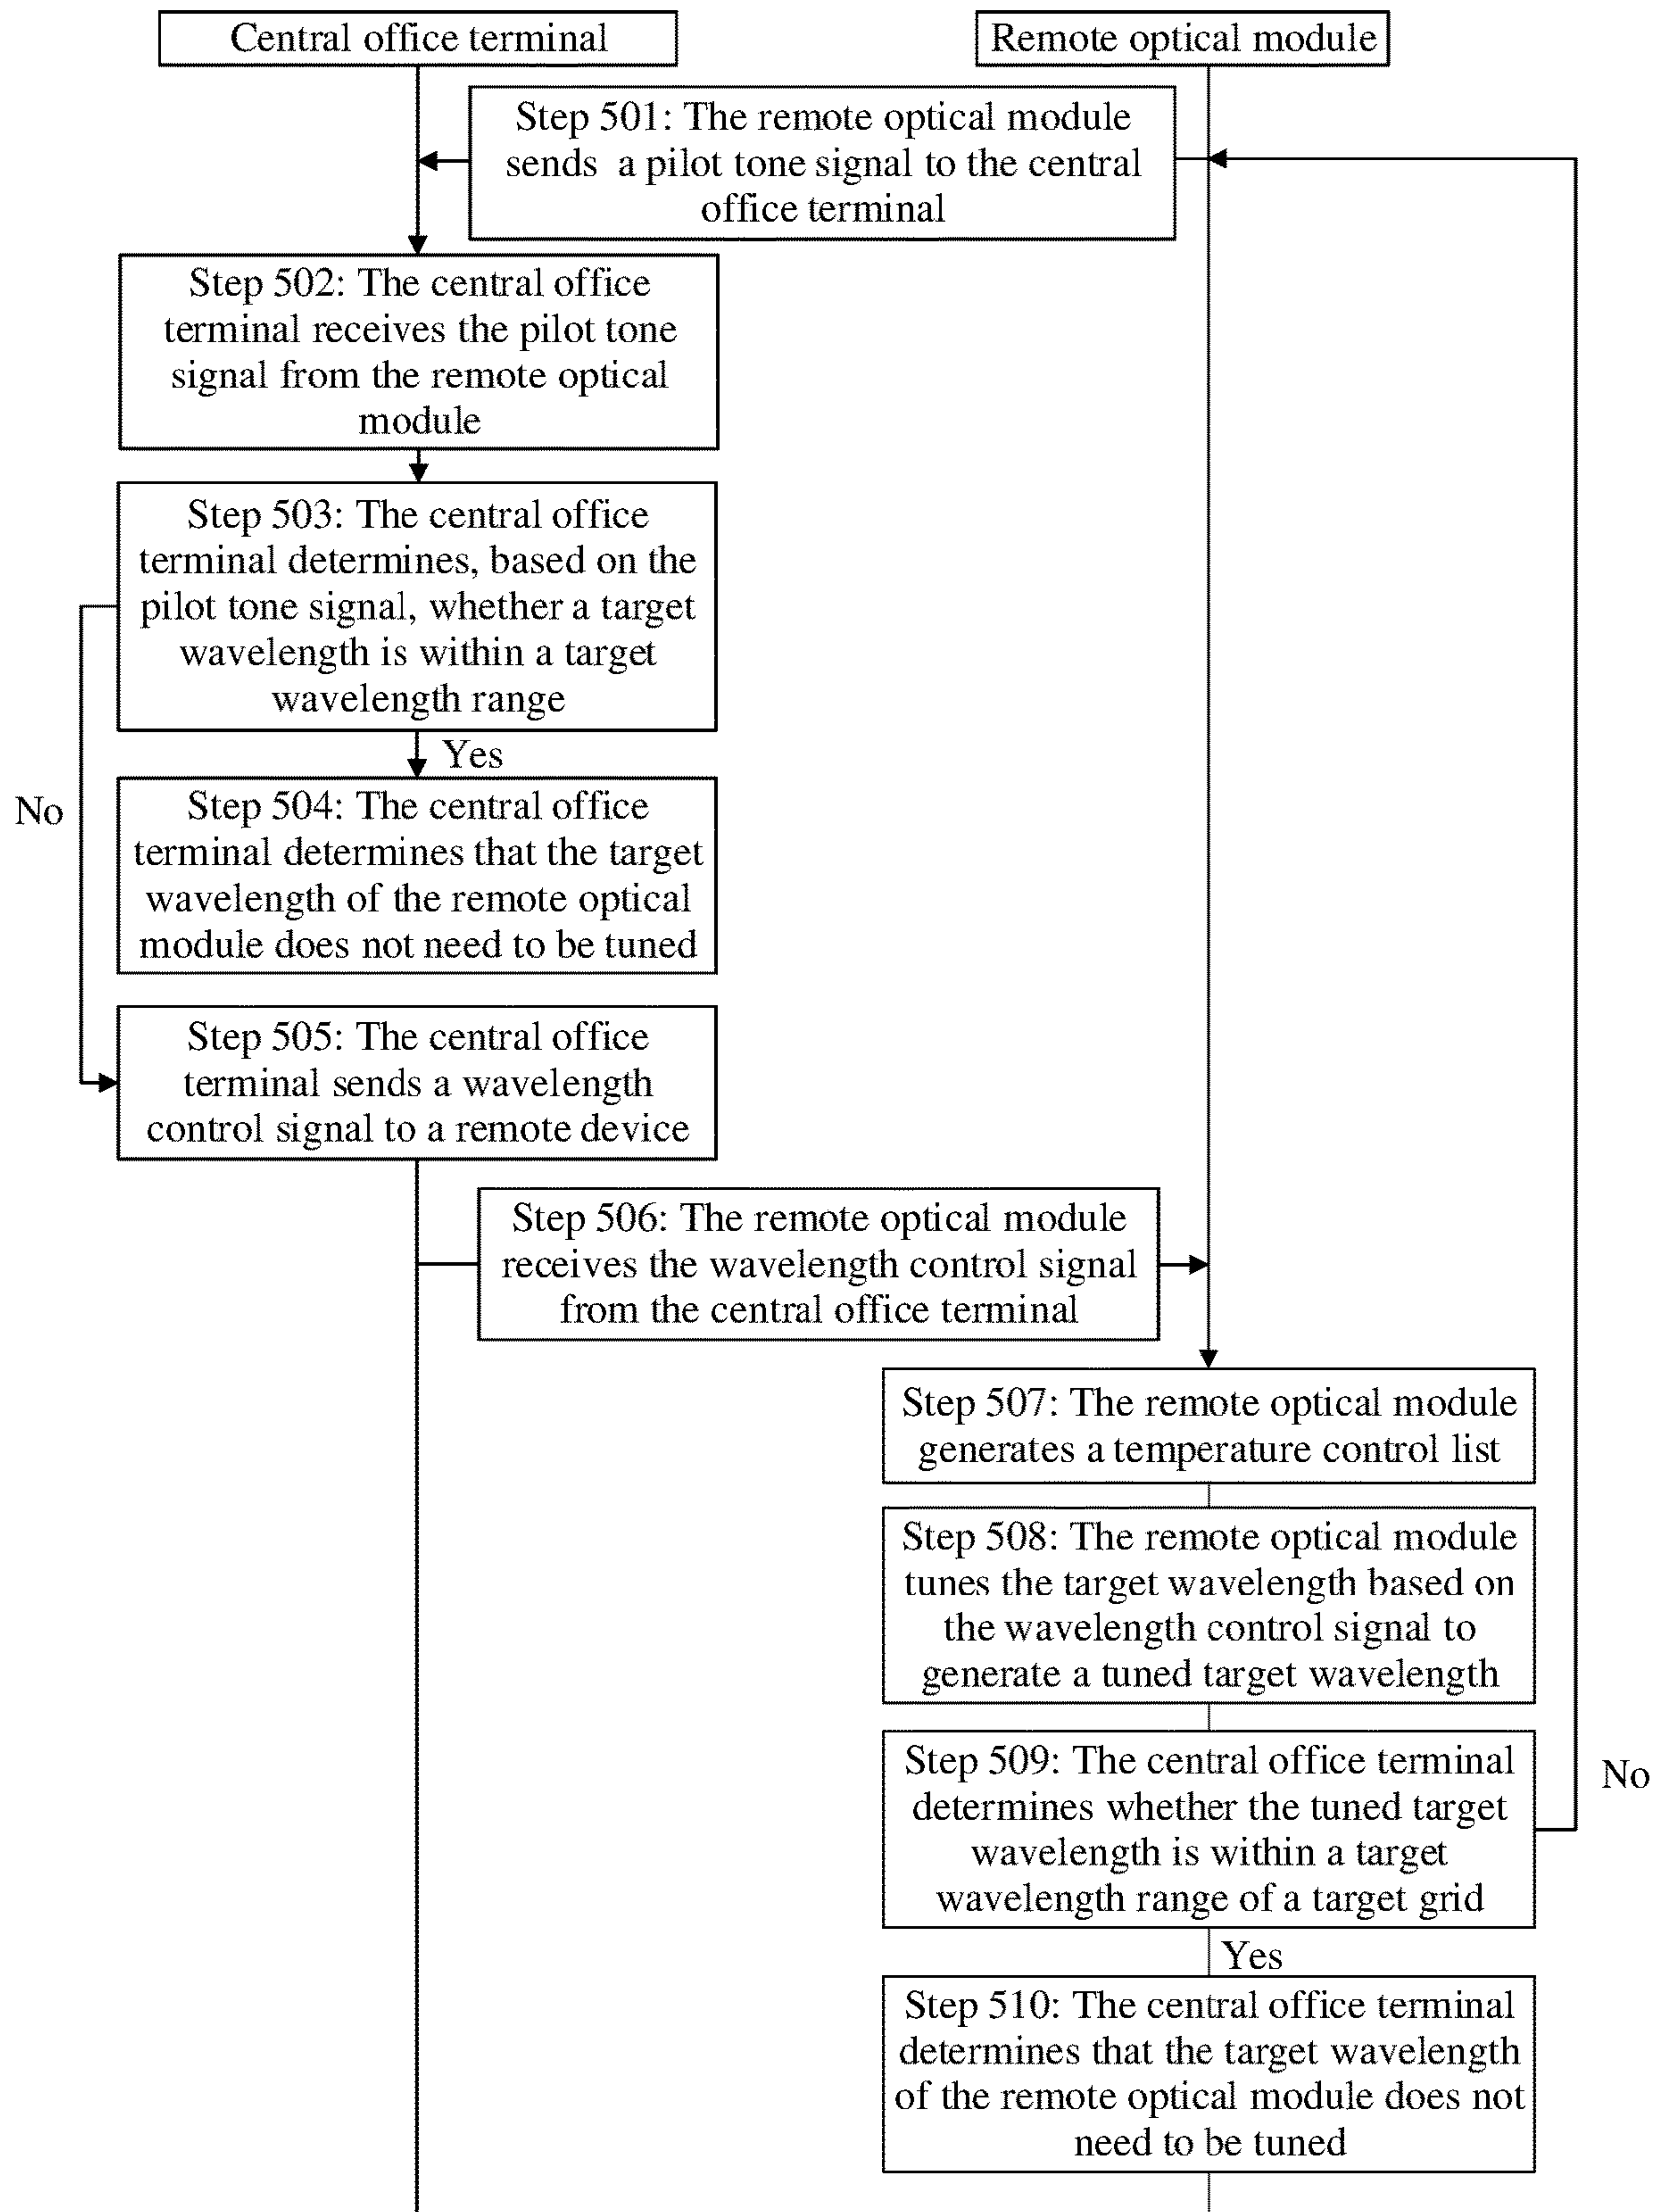 Central office terminal
Remote optical module
Step 501: The remote optical module
sends a pilot tone signal to the central
office terminal
Step 502: The central office
terminal receives the pilot tone
signal from the remote optical
module
Step 503: The central office
terminal determines, based on the
pilot tone signal, whether a target
wavelength is within a target
wavelength range
Yes
No
Step 504: The central office
terminal determines that the target
wavelength of the remote optical
module does not need to be tuned
Step 505: The central office
terminal sends a wavelength
control signal to a remote device
Step 506: The remote optical module
receives the wavelength control signal
from the central office terminal
Step 507: The remote optical module
generates a temperature control list
Step 508: The remote optical module
tunes the target wavelength based on
the wavelength control signal to
generate a tuned target wavelength
Step 509: The central office terminal
determines whether the tuned target
wavelength is within a target
wavelength range of a target grid
No
Yes
Step 510: The central office terminal
determines that the target wavelength
of the remote optical module does not
need to be tuned